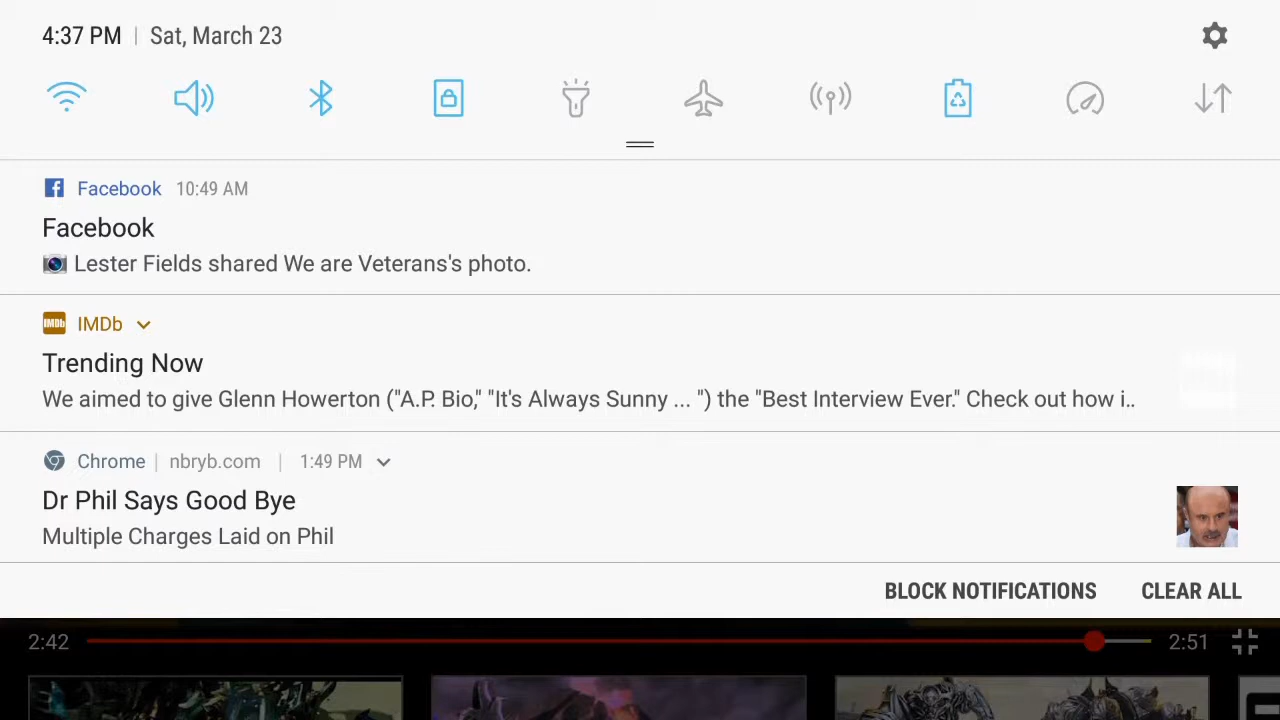 4:37 PM | Sat, March 23
Facebook 10:49 AM
Facebook
Lester Fields shared We are Veterans's photo.
IMDb IMDb
Trending Now
We aimed to give Glenn Howerton ("A.P. Bio," "It's Always Sunny ... ") the "Best Interview Ever." Check out how i..
Chrome | nbryb.com | 1:49 PM
Dr Phil Says Good Bye
Multiple Charges Laid on Phil
BLOCK NOTIFICATIONS CLEAR ALL
2:42 2:51